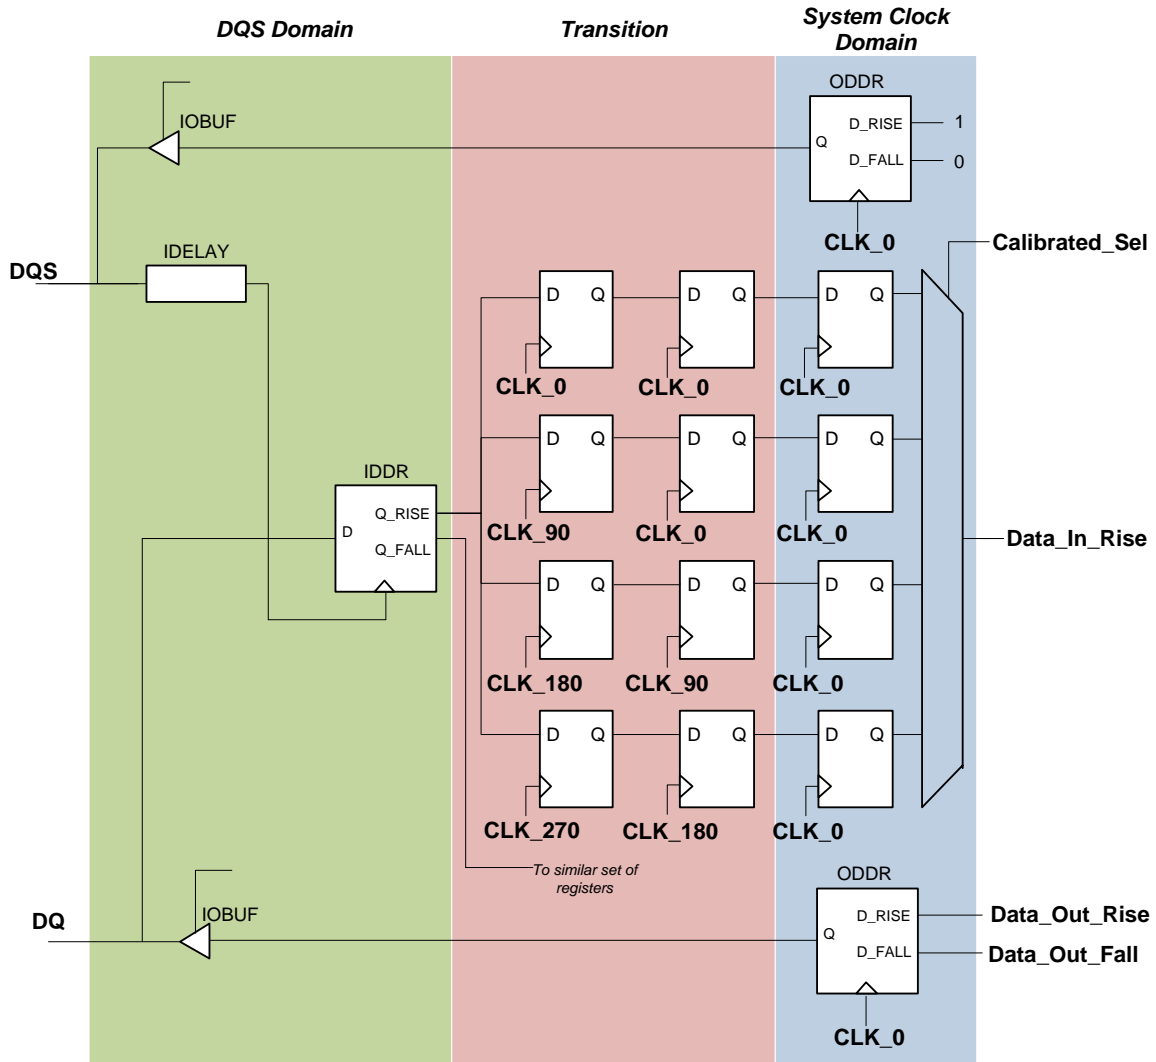 DQS Domain
Transition
System Clock
Domain
ODDR
IOBUF
D_RISE
1
Q
D_FALL
0
CLK_0
Calibrated_Sel
IDELAY
DQS
D Q
D Q
D Q
CLK_0
CLK_0
CLK_0
D Q
D Q
D Q
IDDR
Q_RISE
D
Q_FALL
CLK_90
CLK_0
CLK_0
Data_In_Rise
D Q
D Q
D Q
CLK_180
CLK_90
CLK_0
D Q
D Q
D Q
CLK_270
CLK_180
CLK_0
To similar set of
registers
ODDR
IOBUF
DQ
D_RISE
Data_Out_Rise
Q
D_FALL
Data_Out_Fall
CLK_0